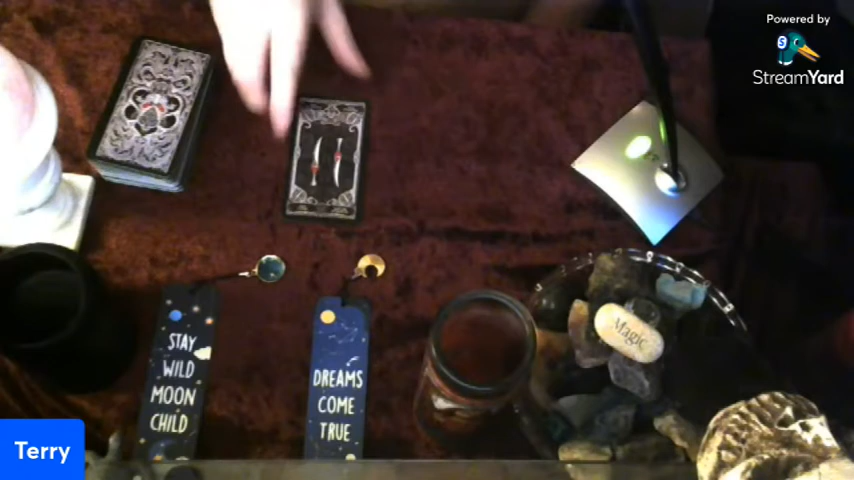 Powered by
StreamYard
STAY
WILD
MOON
CHILD
DREAMS
COME
TRUE
Magic
Terry